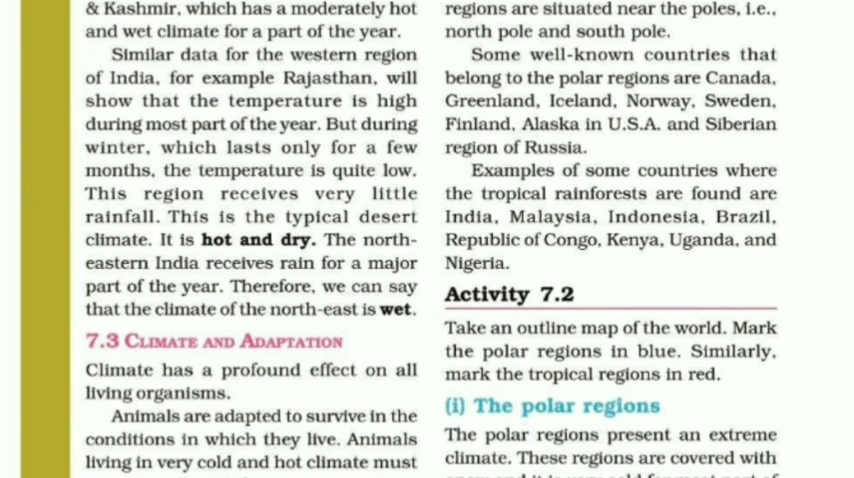 & Kashmir, which has a moderately hot
and wet climate for a part of the year.
Similar data for the western region
of India, for example Rajasthan, will
show that the temperature is high
during most part of the year. But during
winter, which lasts only for a few
months, the temperature is quite low.
This region receives very little
rainfall. This is the typical desert
climate. It is hot and dry. The north-
eastern India receives rain for a major
part of the year. Therefore, we can say
that the climate of the north-east is wet.
7.3 CLIMATE AND ADAPTATION
Climate has a profound effect on all
living organisms.
Animals are adapted to survive in the
conditions in which they live. Animals
living in very cold and hot climate must
regions are situated near the poles, i.e.,
north pole and south pole.
Some well-known countries that
belong to the polar regions are Canada,
Greenland, Iceland, Norway, Sweden,
Finland, Alaska in U.S.A. and Siberian
region of Russia.
Examples of some countries where
the tropical rainforests are found are
India, Malaysia, Indonesia, Brazil,
Republic of Congo, Kenya, Uganda, and
Nigeria.
Activity 7.2
Take an outline map of the world. Mark
the polar regions in blue. Similarly,
mark the tropical regions in red.
(i) The polar regions
The polar regions present an extreme
climate. These regions are covered with